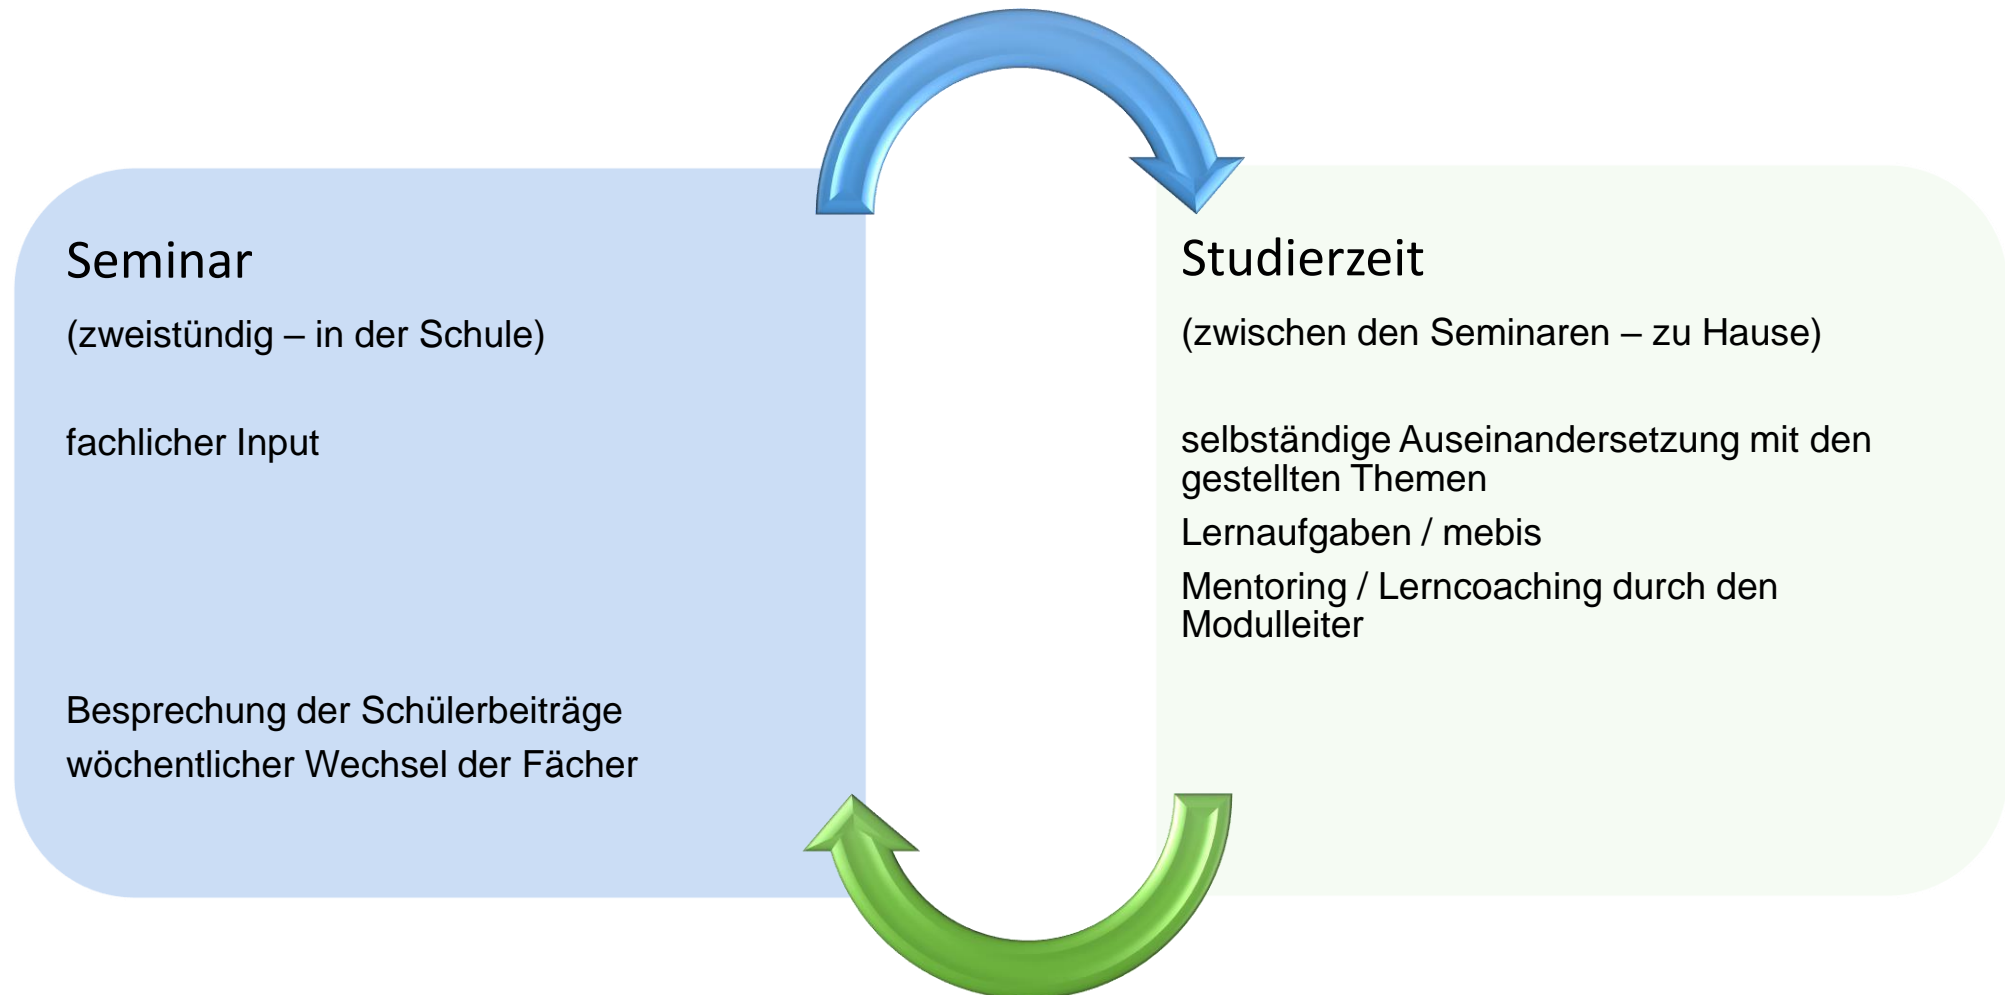 Seminar
(zweistündig – in der Schule)
fachlicher Input
Besprechung der Schülerbeiträge
wöchentlicher Wechsel der Fächer
Studierzeit
(zwischen den Seminaren – zu Hause)
selbständige Auseinandersetzung mit den
gestellten Themen
Lernaufgaben / mebis
Mentoring / Lerncoaching durch den
Modulleiter